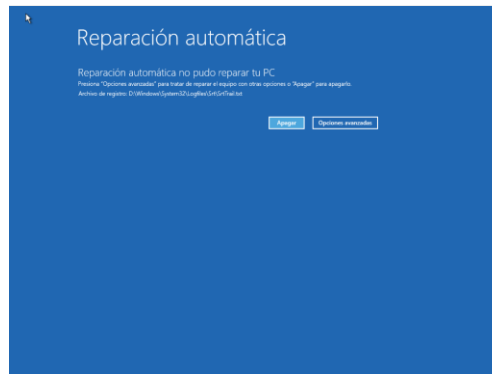 Reparación automática
Reparación automática no pudo reparar tu PC
Presiona "Opciones avanzadas" para tratar de reparar el equipo con otras opciones o "Apagar" para apagarlo.
Archivo de registro: D:\Windows\System32\Logfiles\Srt\SrtTrail.txt
Apagar
Opciones avanzadas